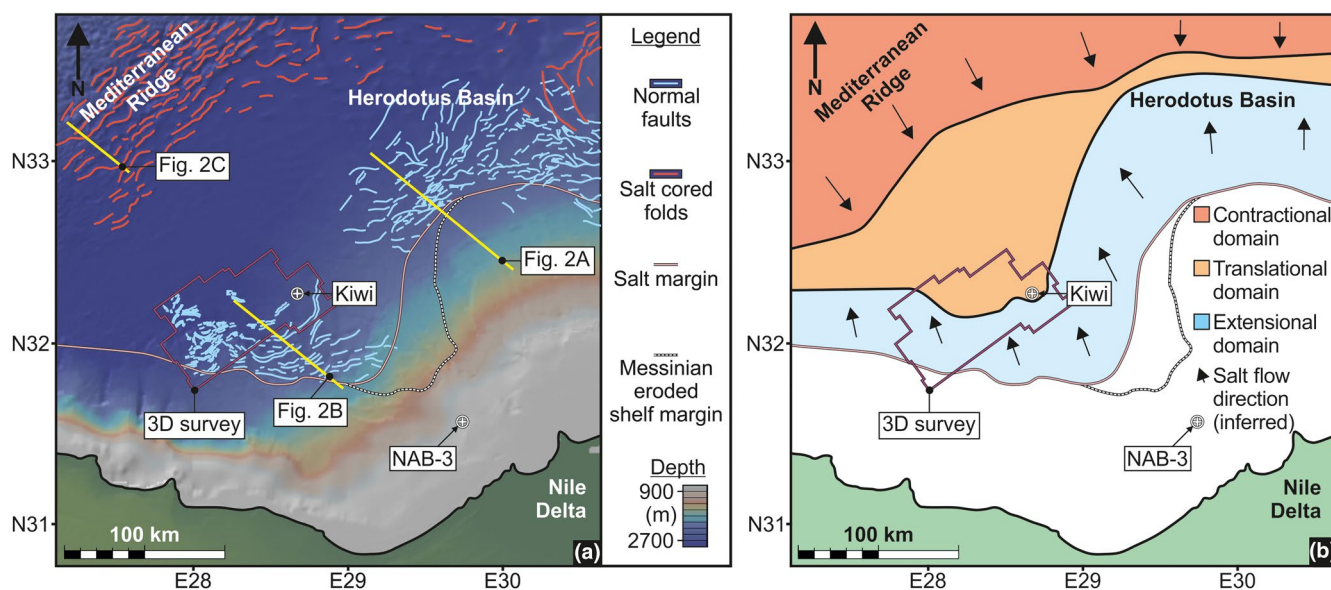 Mediterranean
Ridge
N
Herodotus Basin
N33
Fig. 2C
Fig. 2A
Kiwi
N32
3D survey
Fig. 2B
NAB-3
Nile
Delta
N31
100 km
(a)
E28
E29
E30
Legend
Normal
faults
Salt cored
folds
Salt margin
Messinian
eroded
shelf margin
Depth
900
(m)
2700
Mediterranean
Ridge
N
Herodotus Basin
N33
Contractional
domain
Translational
domain
Extensional
domain
Salt flow
direction
(inferred)
Kiwi
N32
3D survey
NAB-3
Nile
Delta
N31
100 km
(b)
E28
E29
E30